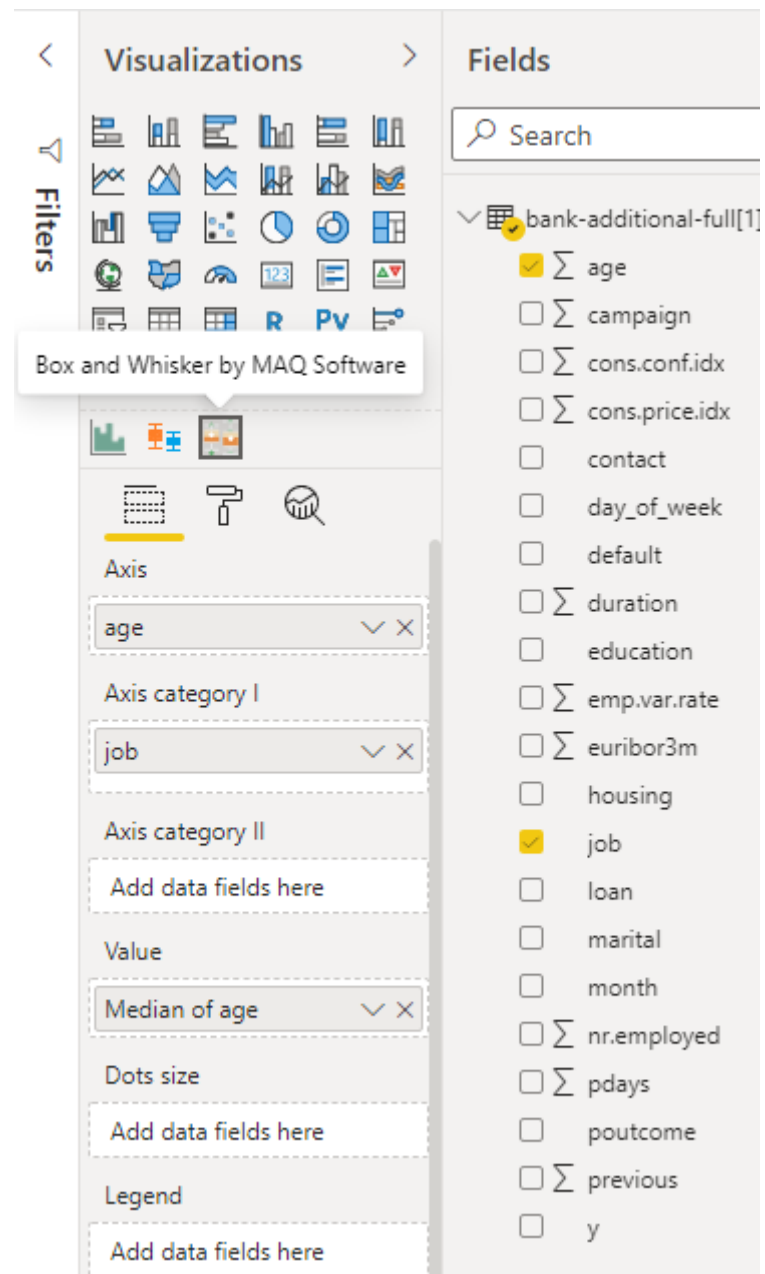 Filters
Visualizations
123
R
Py
Box and Whisker by MAQ Software
Axis
age
Axis category I
job
Axis category II
Add data fields here
Value
Median of age
Dots size
Add data fields here
Legend
Add data fields here
Fields
Search
bank-additional-full[1]
∑ age
∑ campaign
∑ cons.conf.idx
∑ cons.price.idx
contact
day_of_week
default
∑ duration
education
∑ emp.var.rate
∑ euribor3m
housing
job
loan
marital
month
∑ nr.employed
∑ pdays
poutcome
∑ previous
y